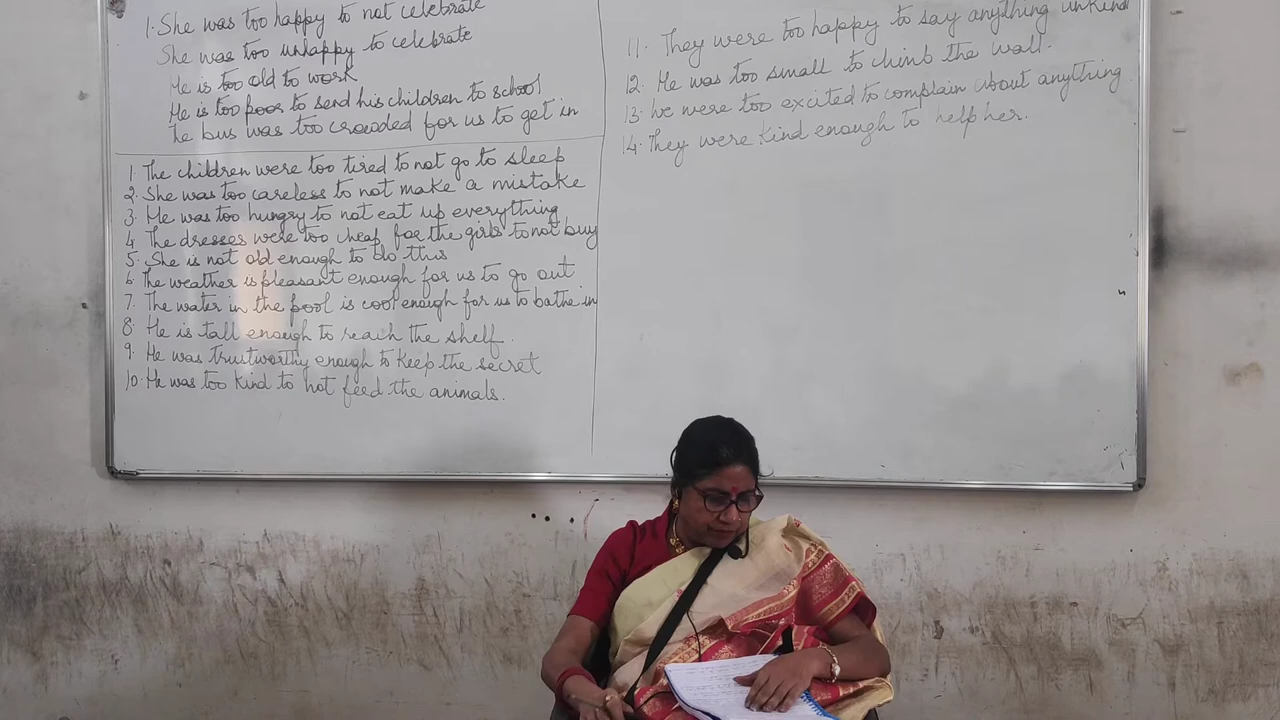 1. She was too happy to not celebrate
She was too unhappy to celebrate
He is too old to work
He is too poor to send his children to school
The bus was too crowded for us to get in
1. The children were too tired to not go to sleep
2. She was too careless to not make a mistake
3. He was too hungry to not eat up everything
4. The dresses were too cheap for the girls to not buy
5. She is not old enough to do this
6. The weather is pleasant enough for us to go out
7. The water in the pool is cool enough for us to bathe in
8. He is tall enough to reach the shelf.
9. He was trustworthy enough to keep the secret
10. He was too kind to not feed the animals.
11. They were too happy to say anything unkind
12. He was too small to climb the wall.
13. We were too excited to complain about anything
14. They were kind enough to help her.